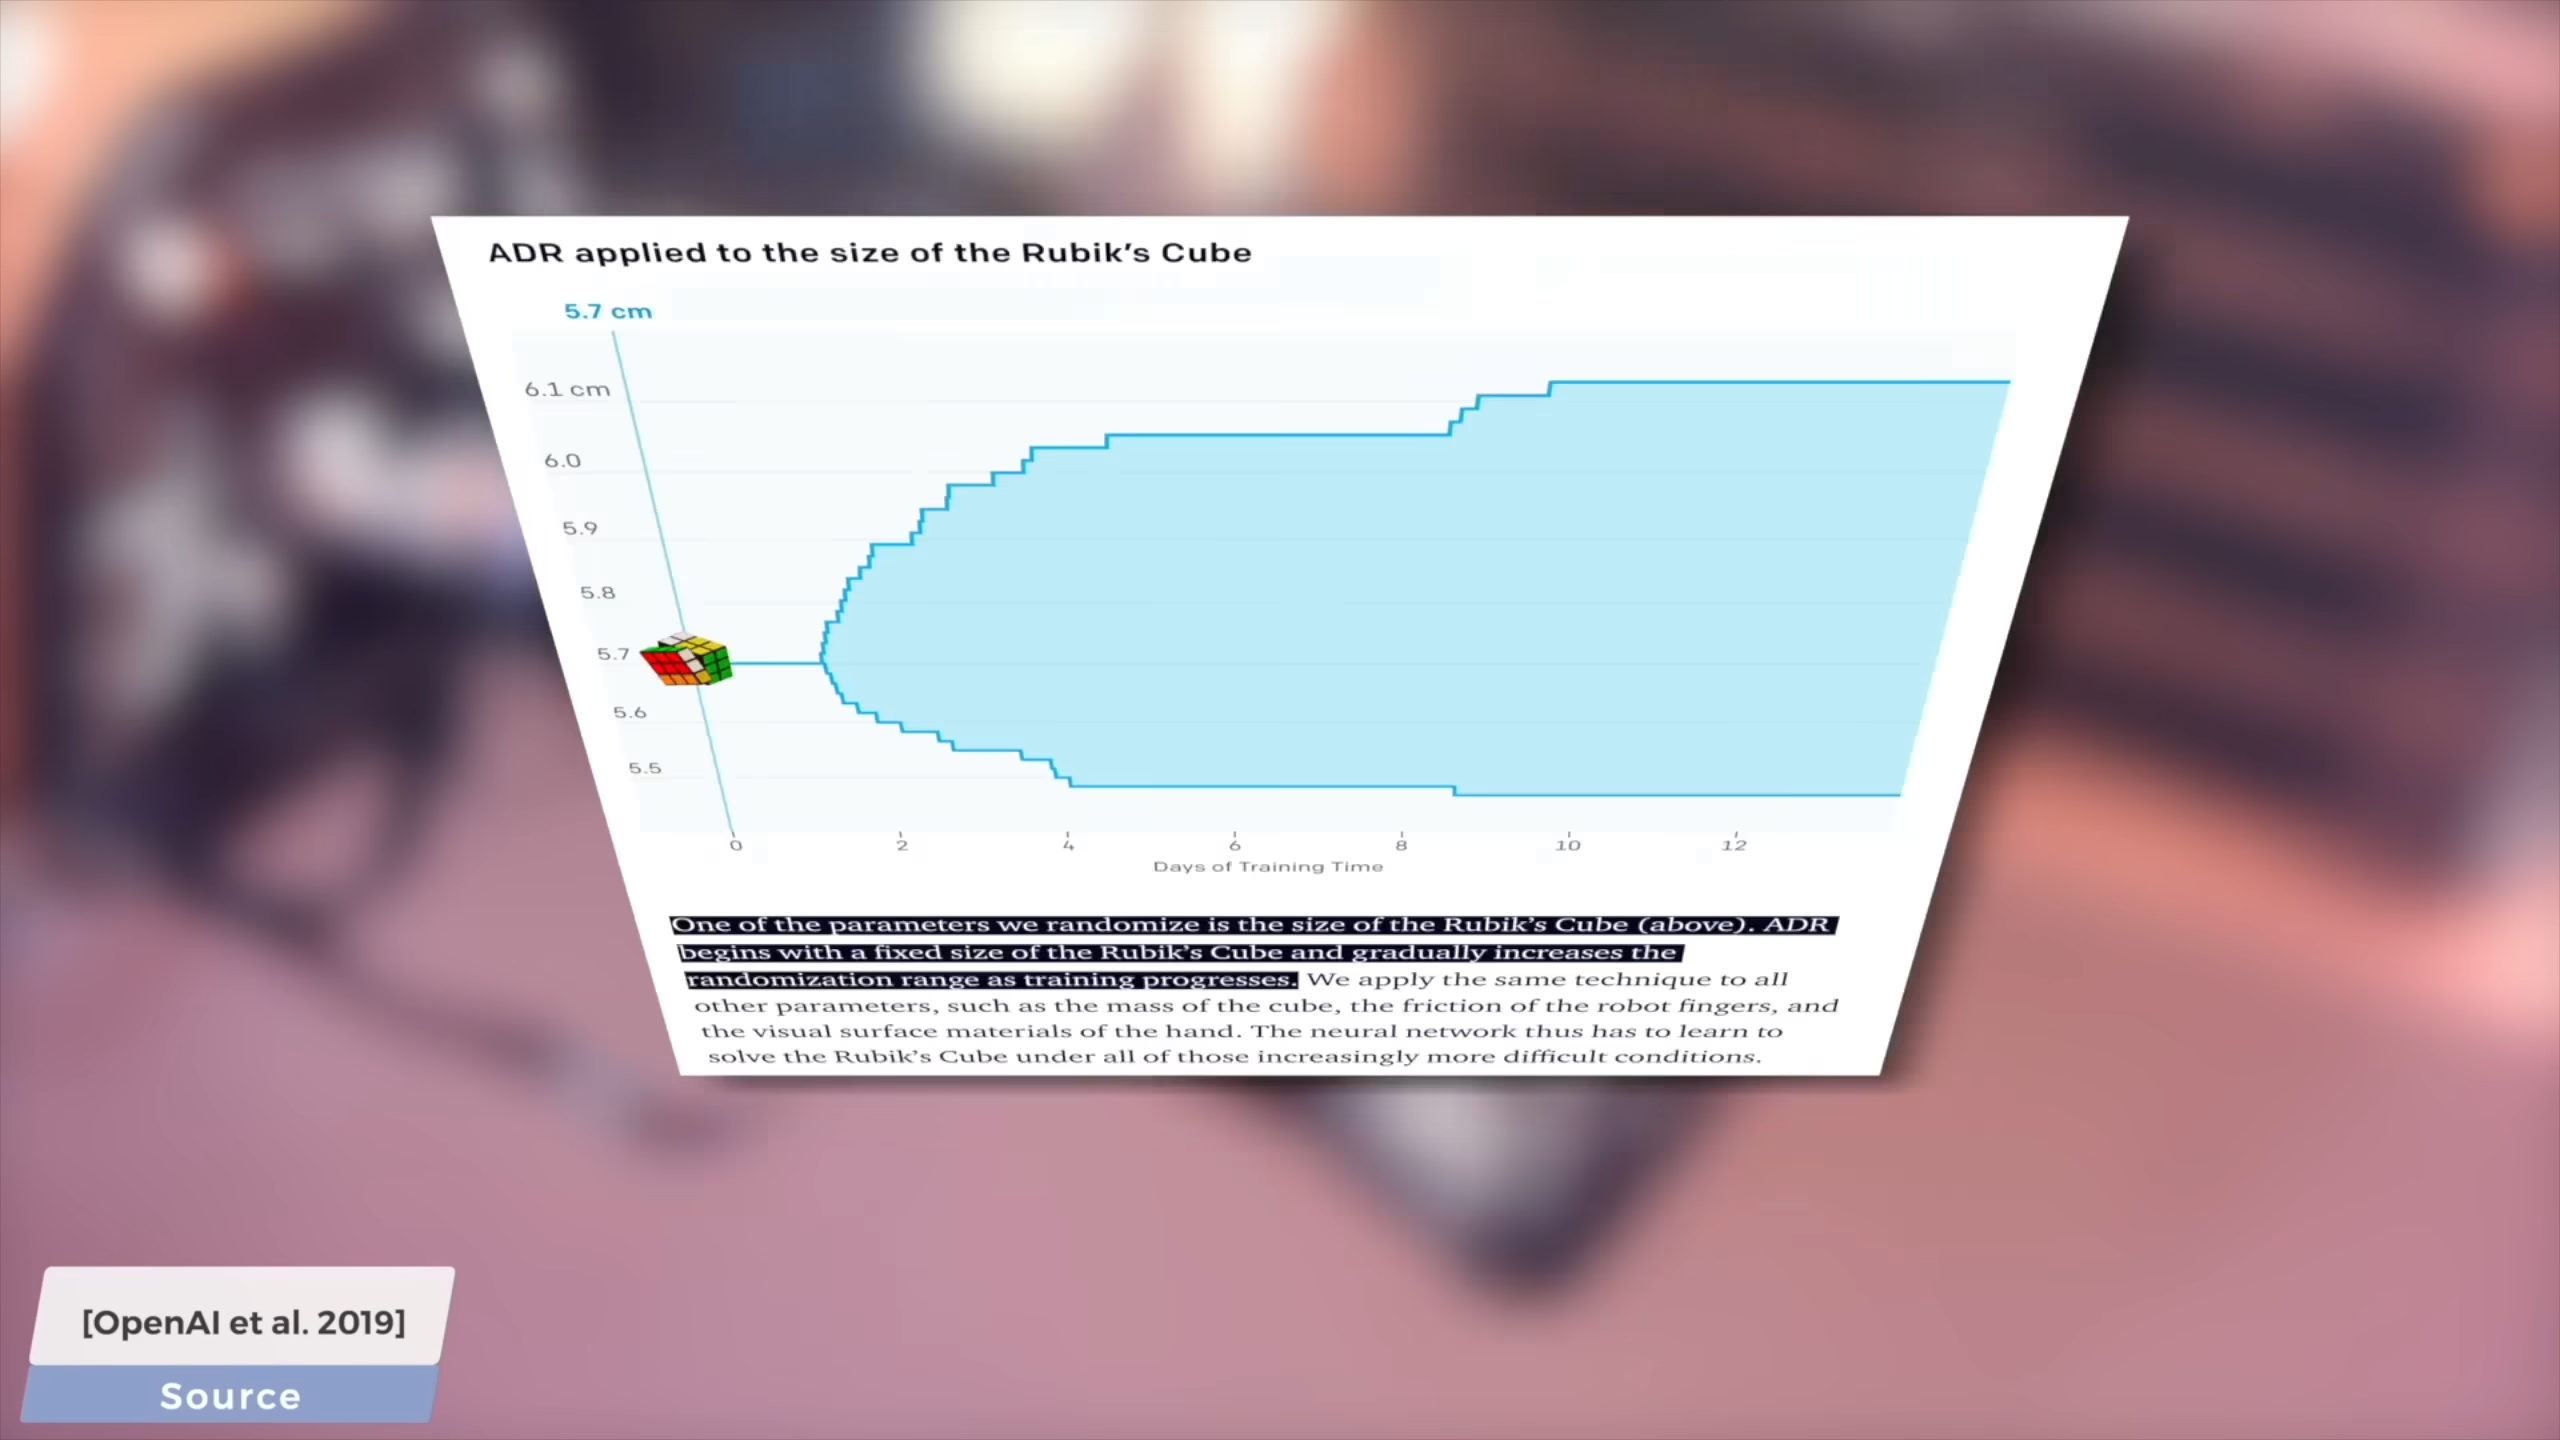 ADR applied to the size of the Rubik's Cube
5.7 cm
6.1 cm
6.0
5.9
5.8
5.7
5.6
5.5
0 2 4 6 8 10 12
Days of Training Time
One of the parameters we randomize is the size of the Rubik's Cube (above). ADR
begins with a fixed size of the Rubik's Cube and gradually increases the
randomization range as training progresses. We apply the same technique to all
other parameters, such as the mass of the cube, the friction of the robot fingers, and
the visual surface materials of the hand. The neural network thus has to learn to
solve the Rubik's Cube under all of those increasingly more difficult conditions.
[OpenAI et al. 2019]
Source